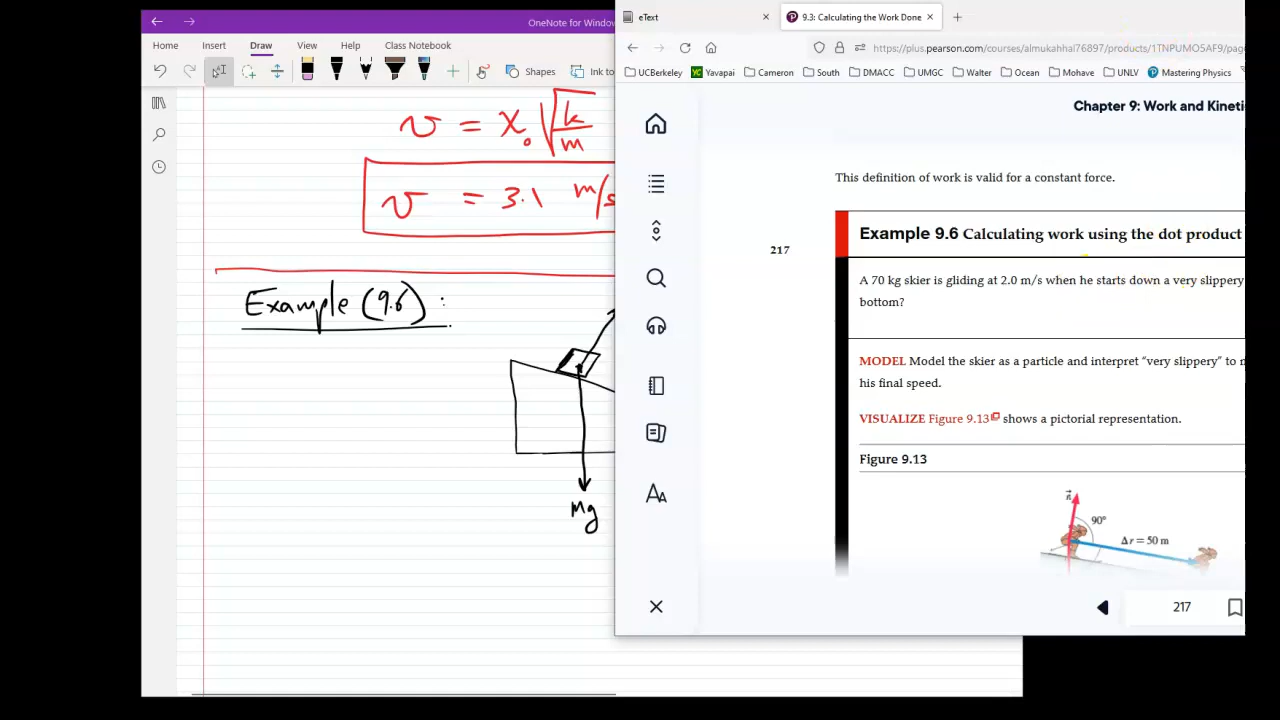 OneNote for Windows
Home Insert Draw View Help Class Notebook
Shapes
Ink to
v = x₀ √k/m
v = 3.1 m/s
Example (9.6) :
Mg
eText
9.3: Calculating the Work Done
https://plus.pearson.com/courses/almukahhal76897/products/1TNPUMOSAF9/pag
UCBerkeley Yavapai Cameron South DMACC UMGC Walter Ocean Mohave UNLV Mastering Physics
Chapter 9: Work and Kineti
This definition of work is valid for a constant force.
217
Example 9.6 Calculating work using the dot product
A 70 kg skier is gliding at 2.0 m/s when he starts down a very slippery
bottom?
MODEL Model the skier as a particle and interpret “very slippery” to
his final speed.
VISUALIZE Figure 9.13 shows a pictorial representation.
Figure 9.13
n
90°
Δr = 50 m
217